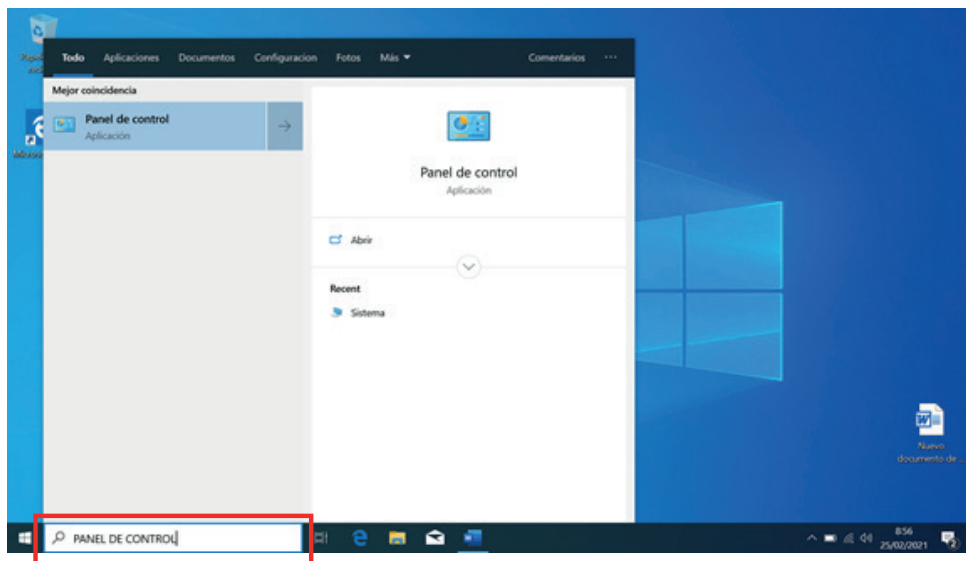 Todo Aplicaciones Documentos Configuracion Fotos Más Comentarios ...
Mejor coincidencia
Panel de control
Aplicación
Panel de control
Aplicación
Abrir
Recent
Sistema
Nuevo
documento de ...
PANEL DE CONTROL
8:56
25/02/2021
2